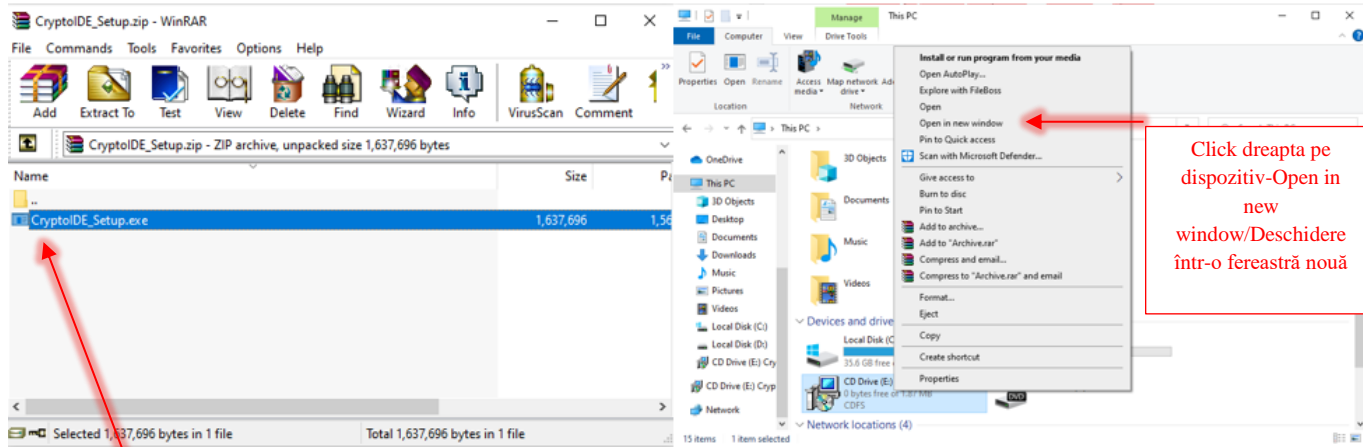 CryptoIDE_Setup.zip - WinRAR
File Commands Tools Favorites Options Help
Add Extract To Test View Delete Find Wizard Info VirusScan Comment
CryptoIDE_Setup.zip - ZIP archive, unpacked size 1,637,696 bytes
Name Size
..
CryptoIDE_Setup.exe 1,637,696 1,56
Selected 1,637,696 bytes in 1 file Total 1,637,696 bytes in 1 file
Manage This PC
File Computer View Drive Tools
Properties Open Rename Access media Map network drive
Location Network
This PC
OneDrive
This PC
3D Objects
Desktop
Documents
Downloads
Music
Pictures
Videos
Local Disk (C:)
Local Disk (D:)
CD Drive (E:) Cry
CD Drive (E:) Cryp
Network
3D Objects
Documents
Music
Videos
Devices and drive
Local Disk (C
35.6 GB free
CD Drive (E:)
0 bytes free of 1.87 MB
CDFS
Network locations (4)
15 items 1 item selected
Install or run program from your media
Open AutoPlay...
Explore with FileBoss
Open
Open in new window
Pin to Quick access
Scan with Microsoft Defender...
Give access to
Burn to disc
Pin to Start
Add to archive...
Add to "Archive.rar"
Compress and email...
Compress to "Archive.rar" and email
Format...
Eject
Copy
Create shortcut
Properties
DVD
Click dreapta pe
dispozitiv-Open in
new
window/Deschidere
într-o fereastră nouă